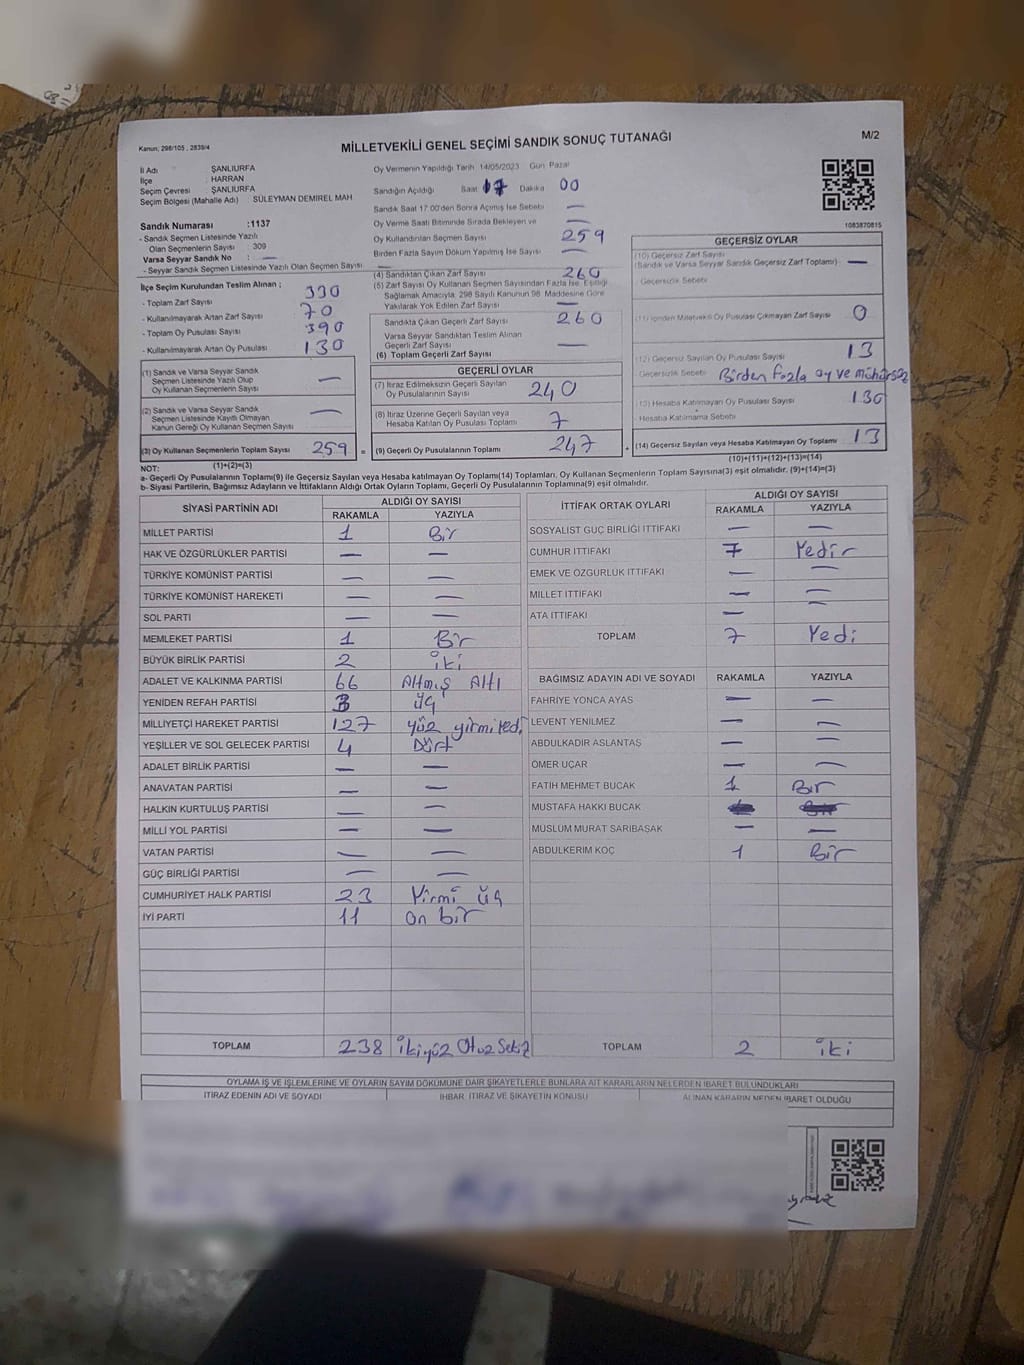 Kanun: 298/105 , 2839/4
MİLLETVEKİLİ GENEL SEÇİMİ SANDIK SONUÇ TUTANAĞI
M/2
İl Adı ŞANLIURFA
İlçe HARRAN
Seçim Çevresi ŞANLIURFA
Seçim Bölgesi (Mahalle Adı) SÜLEYMAN DEMIREL MAH
Sandık Numarası :1137
- Sandık Seçmen Listesinde Yazılı
Olan Seçmenlerin Sayısı : 309
Varsa Seyyar Sandık No : —
- Seyyar Sandık Seçmen Listesinde Yazılı Olan Seçmen Sayısı —
İlçe Seçim Kurulundan Teslim Alınan ;
- Toplam Zarf Sayısı 330
- Kullanılmayarak Artan Zarf Sayısı 70
- Toplam Oy Pusulası Sayısı 390
- Kullanılmayarak Artan Oy Pusulası 130
(1) Sandık ve Varsa Seyyar Sandık
Seçmen Listesinde Yazılı Olup
Oy Kullanan Seçmenlerin Sayısı —
(2) Sandık ve Varsa Seyyar Sandık
Seçmen Listesinde Kayıtlı Olmayan
Kanun Gereği Oy Kullanan Seçmen Sayısı —
(3) Oy Kullanan Seçmenlerin Toplam Sayısı 259
(1)+(2)=(3)
Oy Vermenin Yapıldığı Tarih 14/05/2023 Gün Pazar
Sandığın Açıldığı Saat 17 Dakika 00
Sandık Saat 17:00'den Sonra Açılmış İse Sebebi —
Oy Verme Saati Bitiminde Sırada Bekleyen ve —
Oy Kullandırılan Seçmen Sayısı 259
Birden Fazla Sayım Döküm Yapılmış İse Sayısı —
(4) Sandıktan Çıkan Zarf Sayısı 260
(5) Zarf Sayısı Oy Kullanan Seçmen Sayısından Fazla İse, Eşitliği
Sağlamak Amacıyla; 298 Sayılı Kanunun 98. Maddesine Göre
Yakılarak Yok Edilen Zarf Sayısı —
Sandıkta Çıkan Geçerli Zarf Sayısı 260
Varsa Seyyar Sandıktan Teslim Alınan
Geçerli Zarf Sayısı —
(6) Toplam Geçerli Zarf Sayısı
GEÇERLİ OYLAR
(7) İtiraz Edilmeksizin Geçerli Sayılan
Oy Pusulalarının Sayısı 240
(8) İtiraz Üzerine Geçerli Sayılan veya
Hesaba Katılan Oy Pusulası Toplamı 7
= (9) Geçerli Oy Pusulalarının Toplamı 247 +
1083870815
GEÇERSİZ OYLAR
(10) Geçersiz Zarf Sayısı
(Sandık ve Varsa Seyyar Sandık Geçersiz Zarf Toplamı) —
Geçersizlik Sebebi
(11) İçinden Milletvekili Oy Pusulası Çıkmayan Zarf Sayısı 0
(12) Geçersiz Sayılan Oy Pusulası Sayısı 13
Geçersizlik Sebebi Birden fazla oy ve mühürsüz
(13) Hesaba Katılmayan Oy Pusulası Sayısı 130
Hesaba Katılmama Sebebi
(14) Geçersiz Sayılan veya Hesaba Katılmayan Oy Toplamı 13
(10)+(11)+(12)+(13)=(14)
NOT:
a- Geçerli Oy Pusulalarının Toplamı(9) ile Geçersiz Sayılan veya Hesaba katılmayan Oy Toplamı(14) Toplamları, Oy Kullanan Seçmenlerin Toplam Sayısına(3) eşit olmalıdır. (9)+(14)=(3)
b- Siyasi Partilerin, Bağımsız Adayların ve İttifakların Aldığı Ortak Oyların Toplamı, Geçerli Oy Pusulalarının Toplamına(9) eşit olmalıdır.
SİYASİ PARTİNİN ADI ALDIĞI OY SAYISI
RAKAMLA YAZIYLA
MİLLET PARTİSİ 1 Bir
HAK VE ÖZGÜRLÜKLER PARTİSİ — —
TÜRKİYE KOMÜNİST PARTİSİ — —
TÜRKİYE KOMÜNİST HAREKETİ — —
SOL PARTİ — —
MEMLEKET PARTİSİ 1 Bir
BÜYÜK BİRLİK PARTİSİ 2 iki
ADALET VE KALKINMA PARTİSİ 66 Altmış Altı
YENİDEN REFAH PARTİSİ 3 üç
MİLLİYETÇİ HAREKET PARTİSİ 127 yüz yirmi yedi
YEŞİLLER VE SOL GELECEK PARTİSİ 4 Dört
ADALET BİRLİK PARTİSİ — —
ANAVATAN PARTİSİ — —
HALKIN KURTULUŞ PARTİSİ — —
MİLLİ YOL PARTİSİ — —
VATAN PARTİSİ — —
GÜÇ BİRLİĞİ PARTİSİ — —
CUMHURİYET HALK PARTİSİ 23 Yirmi üç
İYİ PARTİ 11 on bir
TOPLAM 238 ikiyüz Otuz Sekiz
İTTİFAK ORTAK OYLARI ALDIĞI OY SAYISI
RAKAMLA YAZIYLA
SOSYALİST GÜÇ BİRLİĞİ İTTİFAKI — —
CUMHUR İTTİFAKI 7 Yedir
EMEK VE ÖZGÜRLÜK İTTİFAKI — —
MİLLET İTTİFAKI — —
ATA İTTİFAKI — —
TOPLAM 7 Yedi
BAĞIMSIZ ADAYIN ADI VE SOYADI RAKAMLA YAZIYLA
FAHRİYE YONCA AYAS — —
LEVENT YENİLMEZ — —
ABDULKADIR ASLANTAŞ — —
ÖMER UÇAR — —
FATİH MEHMET BUCAK 1 Bir
MUSTAFA HAKKI BUCAK
MÜSLÜM MURAT SARIBAŞAK — —
ABDULKERİM KOÇ 1 Bir
TOPLAM 2 iki
OYLAMA İŞ VE İŞLEMLERİNE VE OYLARIN SAYIM DÖKÜMÜNE DAİR ŞİKAYETLERLE BUNLARA AİT KARARLARIN NELERDEN İBARET BULUNDUKLARI
İTİRAZ EDENİN ADI VE SOYADI İHBAR, İTİRAZ VE ŞİKAYETİN KONUSU ALINAN KARARIN NEDEN İBARET OLDUĞU